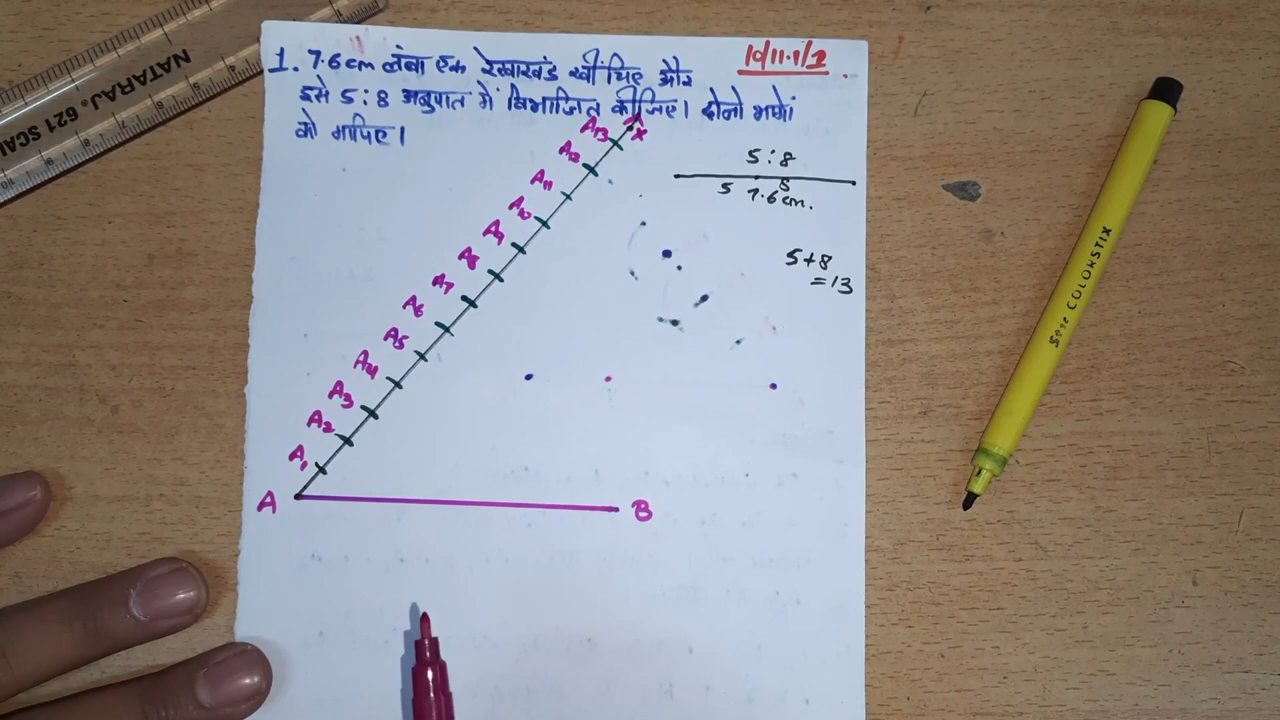 1. 7.6 cm लंबा एक रेखाखंड खींचिए और
इसे 5:8 अनुपात में विभाजित कीजिए। दोनो भागों
को मापिए।
10/11.1/1
5:8
5 8
7.6 cm.
5+8
=13
X
A13
A12
A11
A10
A9
A8
A7
A6
A5
A4
A3
A2
A1
A
B
NATARAJ 621 SCA
COLORSTIX